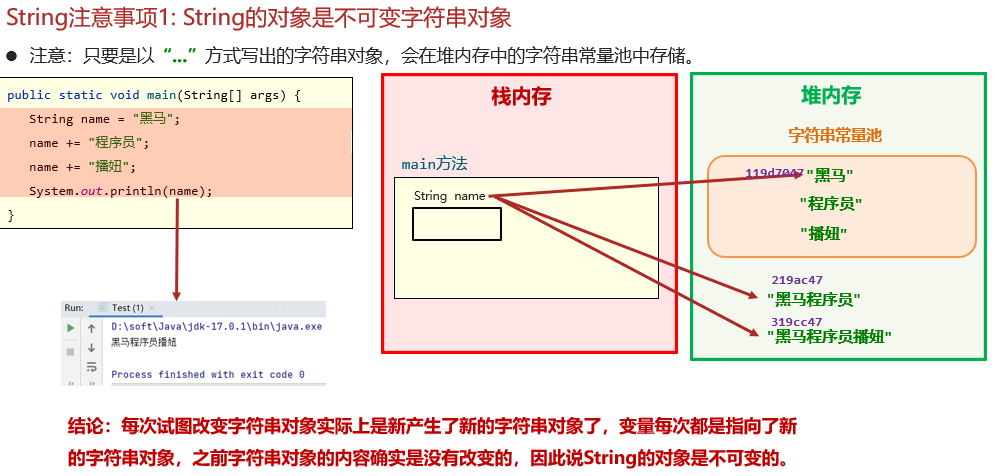 String注意事项1: String的对象是不可变字符串对象
● 注意：只要是以“...”方式写出的字符串对象，会在堆内存中的字符串常量池中存储。
public static void main(String[] args) {
String name = "黑马";
name += "程序员";
name += "播妞";
System.out.println(name);
}
Run: Test (1) ×
D:\soft\Java\jdk-17.0.1\bin\java.exe
黑马程序员播妞
Process finished with exit code 0
栈内存
main方法
String name
堆内存
字符串常量池
119d7047 "黑马"
"程序员"
"播妞"
219ac47
"黑马程序员"
319cc47
"黑马程序员播妞"
结论：每次试图改变字符串对象实际上是新产生了新的字符串对象了，变量每次都是指向了新
的字符串对象，之前字符串对象的内容确实是没有改变的，因此说String的对象是不可变的。